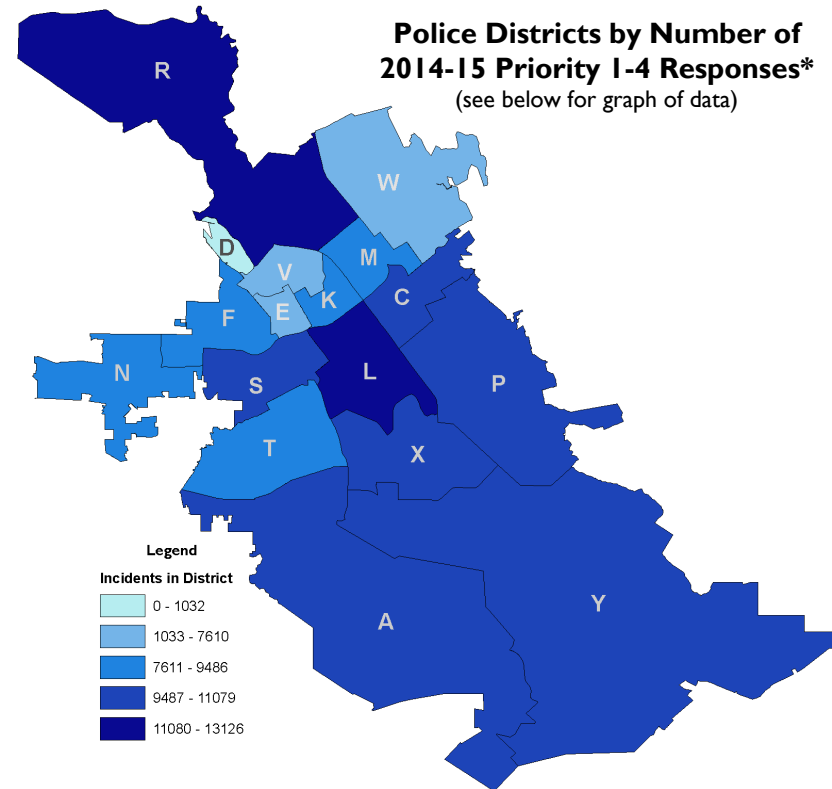 Police Districts by Number of
2014-15 Priority 1-4 Responses*
(see below for graph of data)
R
W
D
V
M
K
C
E
F
N
S
L
P
T
X
A
Y
Legend
Incidents in District
0 - 1032
1033 - 7610
7611 - 9486
9487 - 11079
11080 - 13126